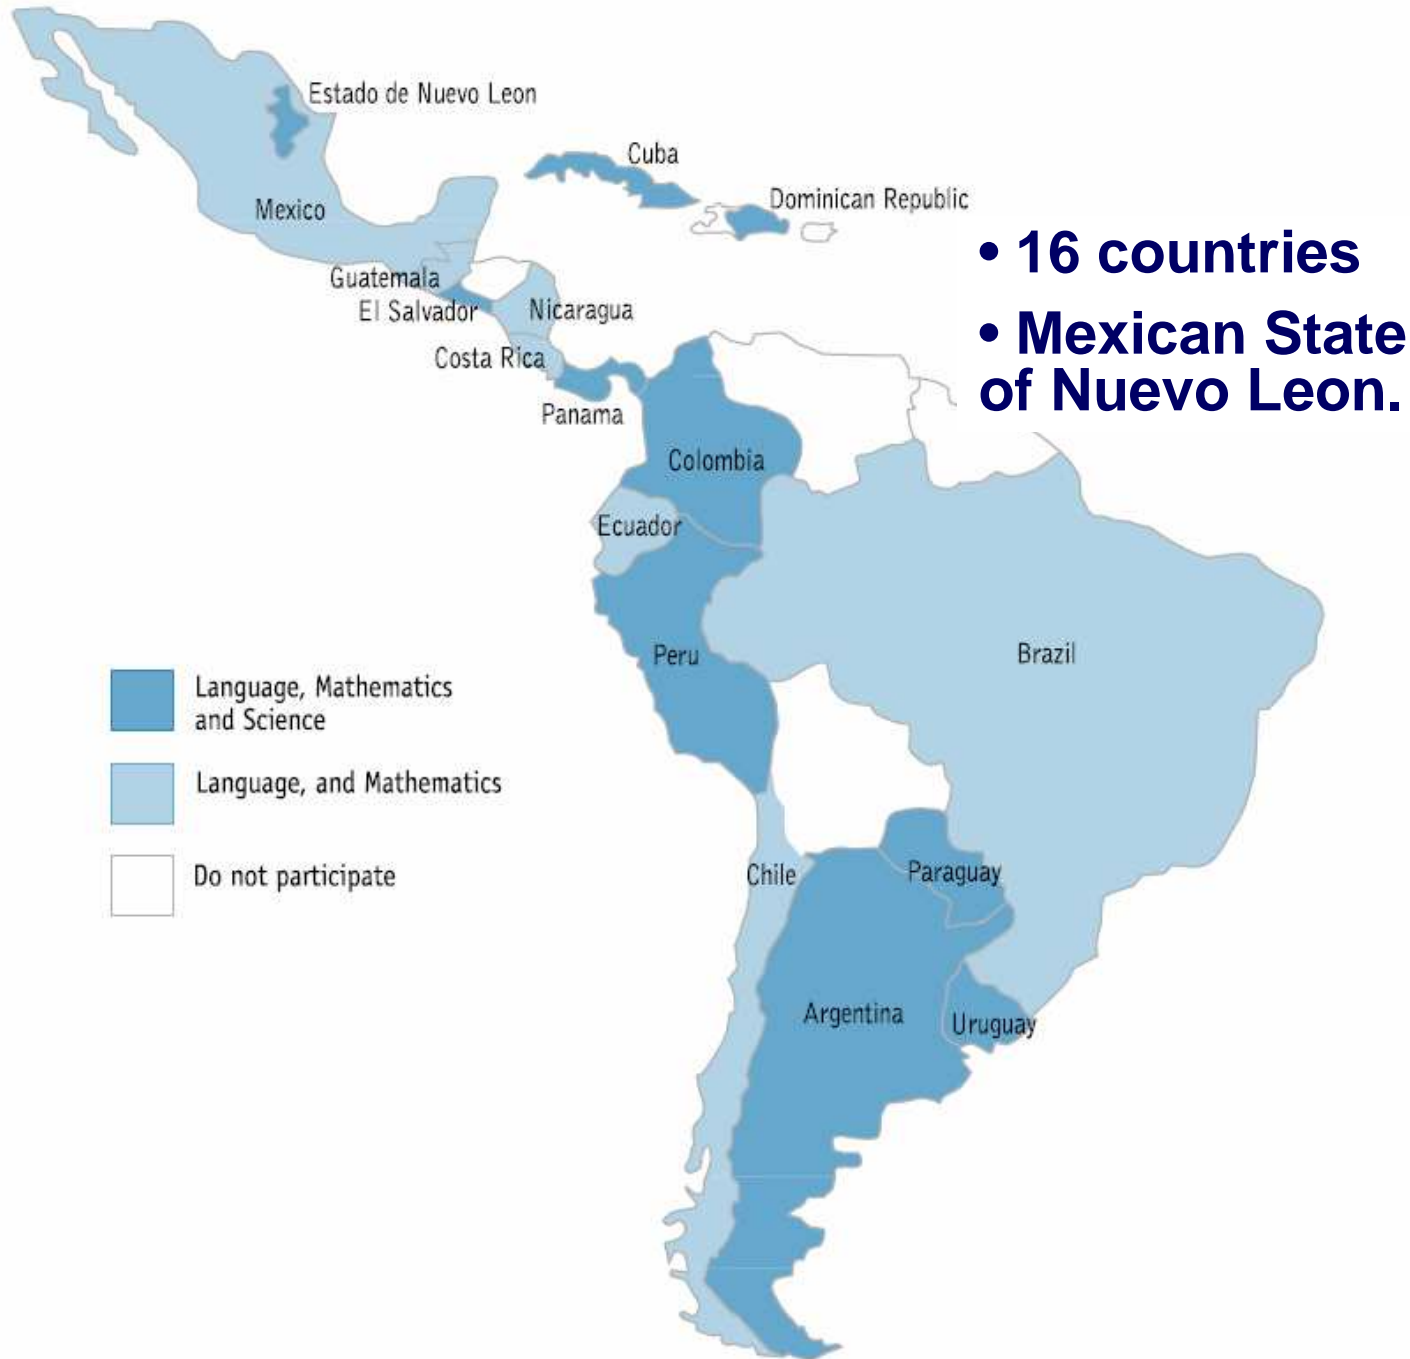 Estado de Nuevo Leon
Cuba
Dominican Republic
Mexico
• 16 countries
• Mexican State
of Nuevo Leon.
Guatemala
El Salvador
Nicaragua
Costa Rica
Panama
Colombia
Ecuador
Peru
Brazil
Language, Mathematics
and Science
Language, and Mathematics
Do not participate
Chile
Paraguay
Argentina
Uruguay